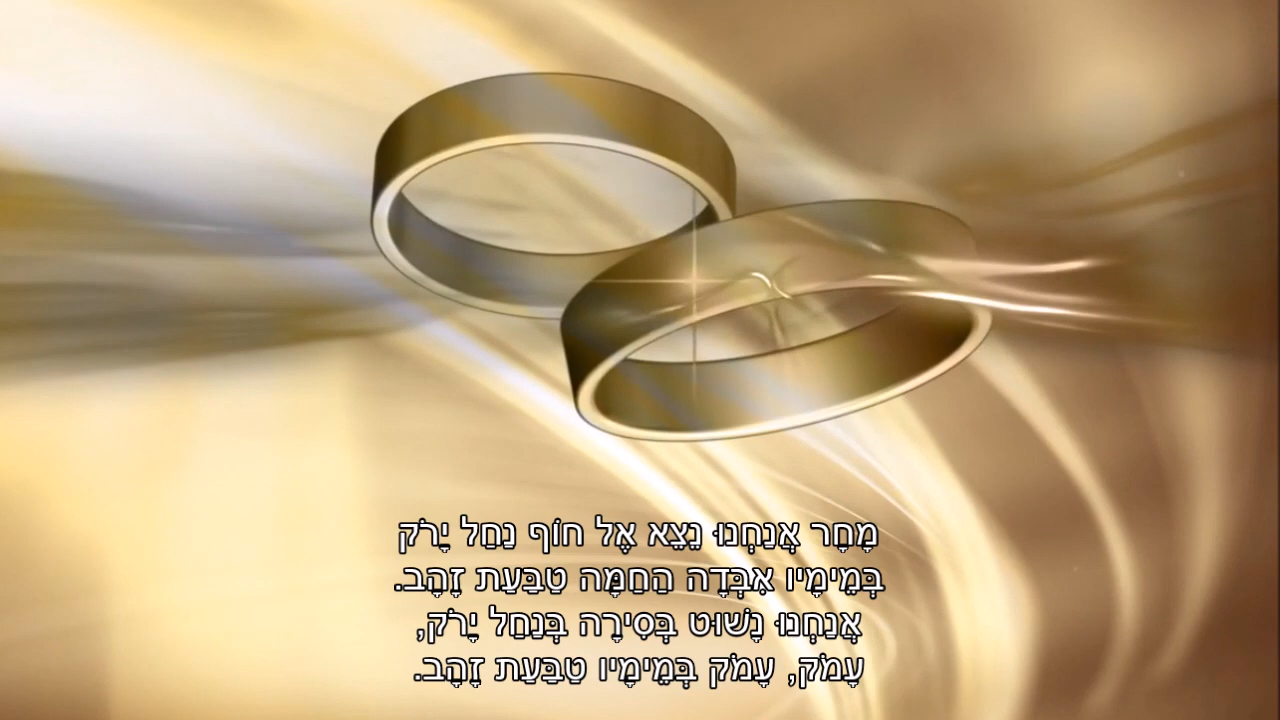 מָחָר אֲנַחְנוּ נֵצֵא אֶל חוֹף נַחַל יָרֹק
בְּמֵימָיו אִבְּדָה הַחַמָּה טַבַּעַת זָהָב.
אֲנַחְנוּ נָשׁוּט בְּסִירָה בְּנַחַל יָרֹק,
עָמֹק, עָמֹק בְּמֵימָיו טַבַּעַת זָהָב.